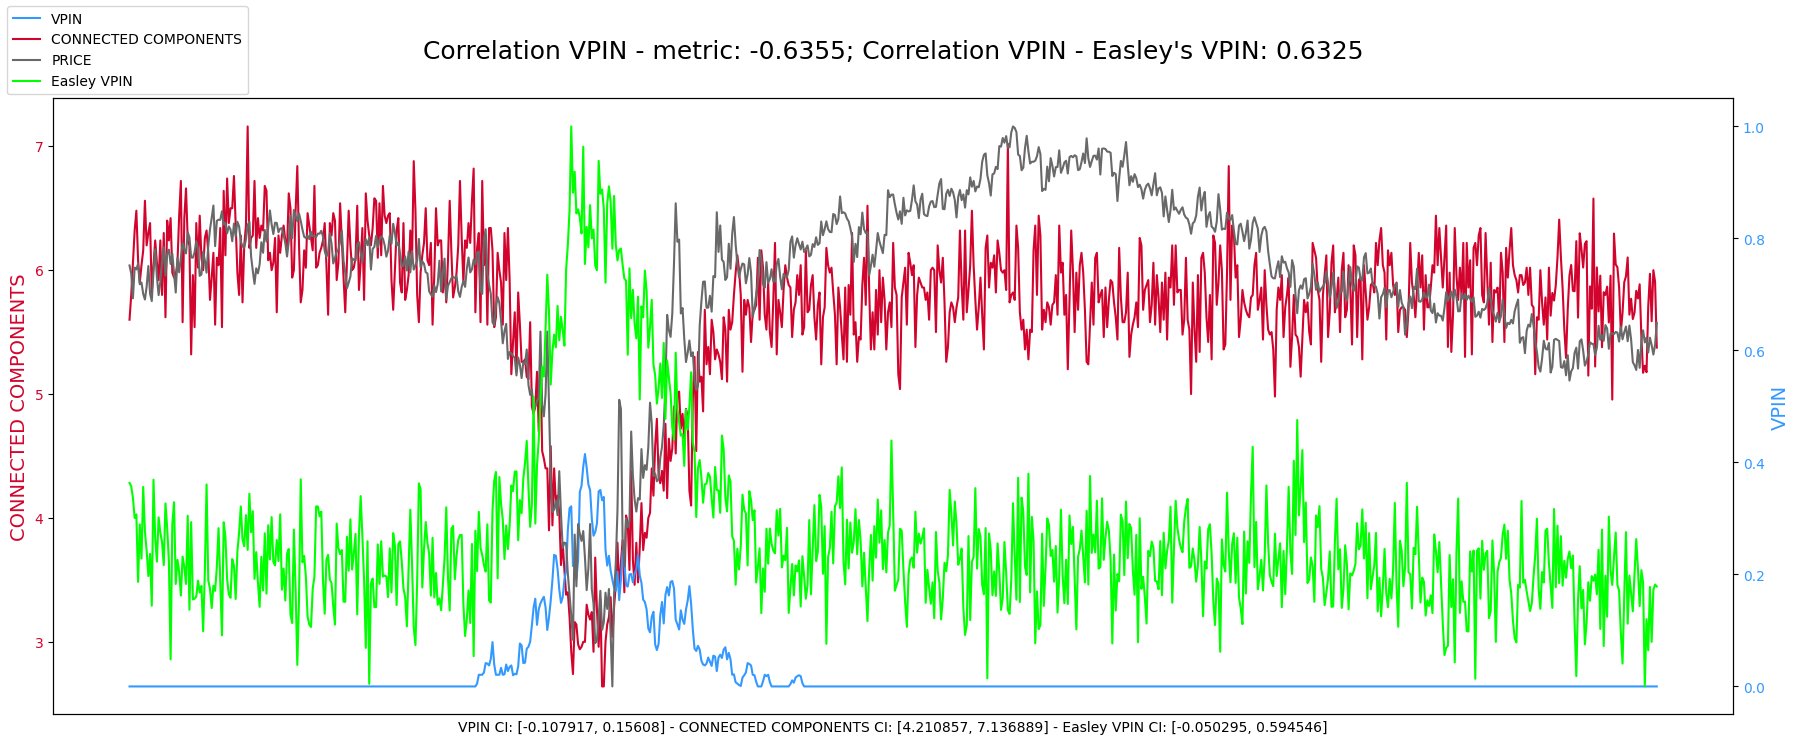 VPIN
CONNECTED COMPONENTS
PRICE
Easley VPIN
Correlation VPIN - metric: -0.6355; Correlation VPIN - Easley's VPIN: 0.6325
CONNECTED COMPONENTS
7
6
5
4
3
1.0
0.8
0.6
0.4
0.2
0.0
VPIN
VPIN CI: [-0.107917, 0.15608] - CONNECTED COMPONENTS CI: [4.210857, 7.136889] - Easley VPIN CI: [-0.050295, 0.594546]